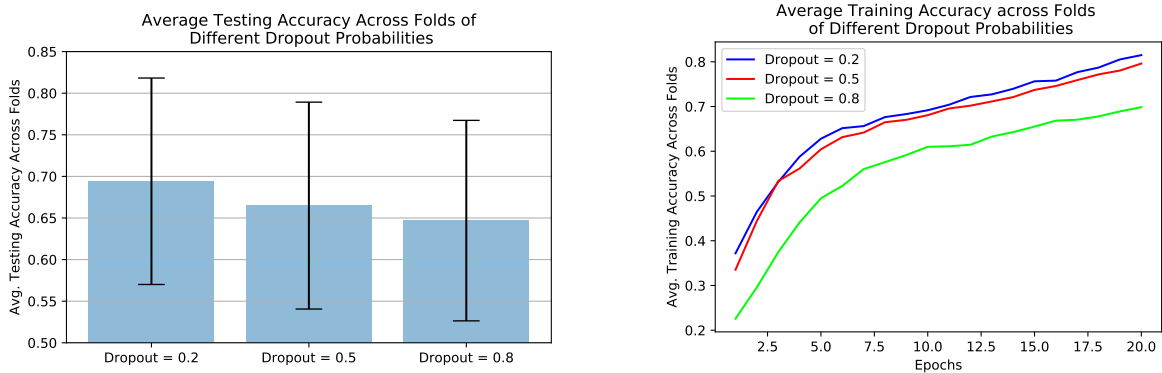 Average Testing Accuracy Across Folds of
Different Dropout Probabilities
Avg. Testing Accuracy Across Folds
0.85
0.80
0.75
0.70
0.65
0.60
0.55
0.50
Dropout = 0.2
Dropout = 0.5
Dropout = 0.8
Average Training Accuracy across Folds
of Different Dropout Probabilities
Avg. Training Accuracy Across Folds
0.8
0.7
0.6
0.5
0.4
0.3
0.2
Dropout = 0.2
Dropout = 0.5
Dropout = 0.8
2.5 5.0 7.5 10.0 12.5 15.0 17.5 20.0
Epochs